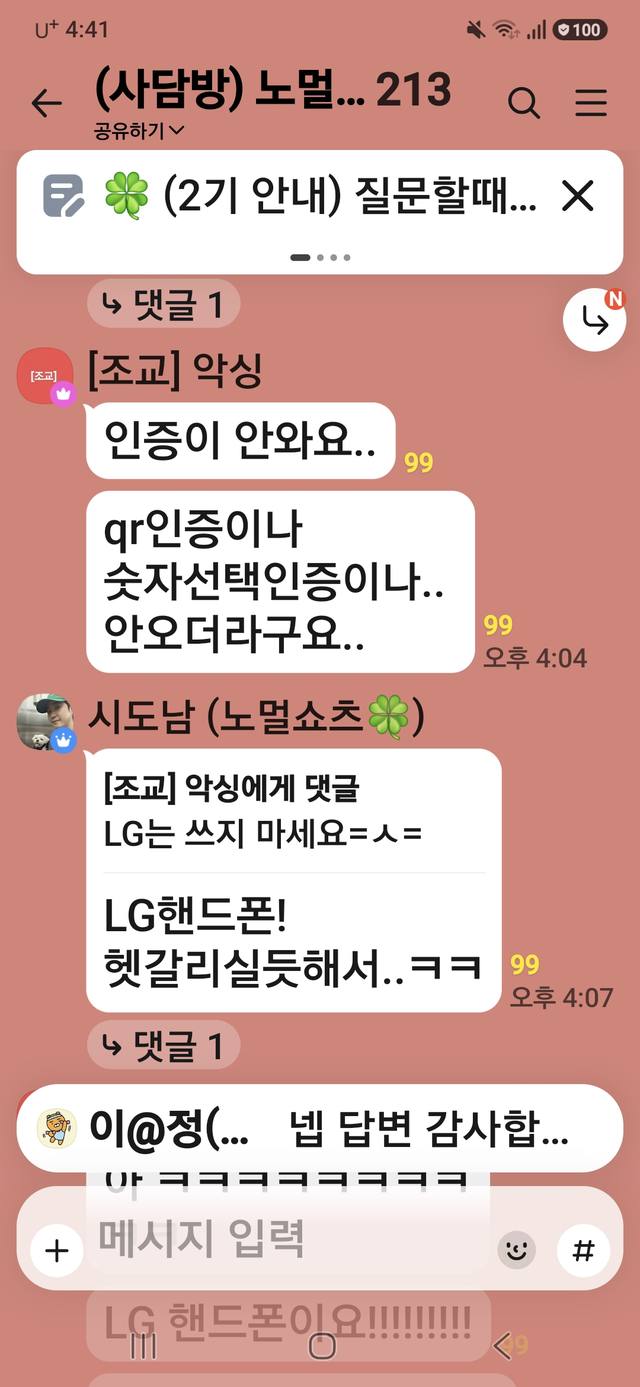 U+ 4:41
100
(사담방) 노멀... 213
공유하기
🍀 (2기 안내) 질문할때...
댓글 1
N
[조교]
[조교] 악싱
인증이 안와요..
99
qr인증이나
숫자선택인증이나..
안오더라구요..
99
오후 4:04
시도남 (노멀쇼츠🍀)
[조교] 악싱에게 댓글
LG는 쓰지 마세요=ㅅ=
LG핸드폰!
헷갈리실듯해서..ㅋㅋ
99
오후 4:07
댓글 1
이@정(... 넵 답변 감사합...
아 ㅋㅋㅋㅋㅋㅋㅋㅋ
메시지 입력
#
LG 핸드폰이요!!!!!!!!!
99